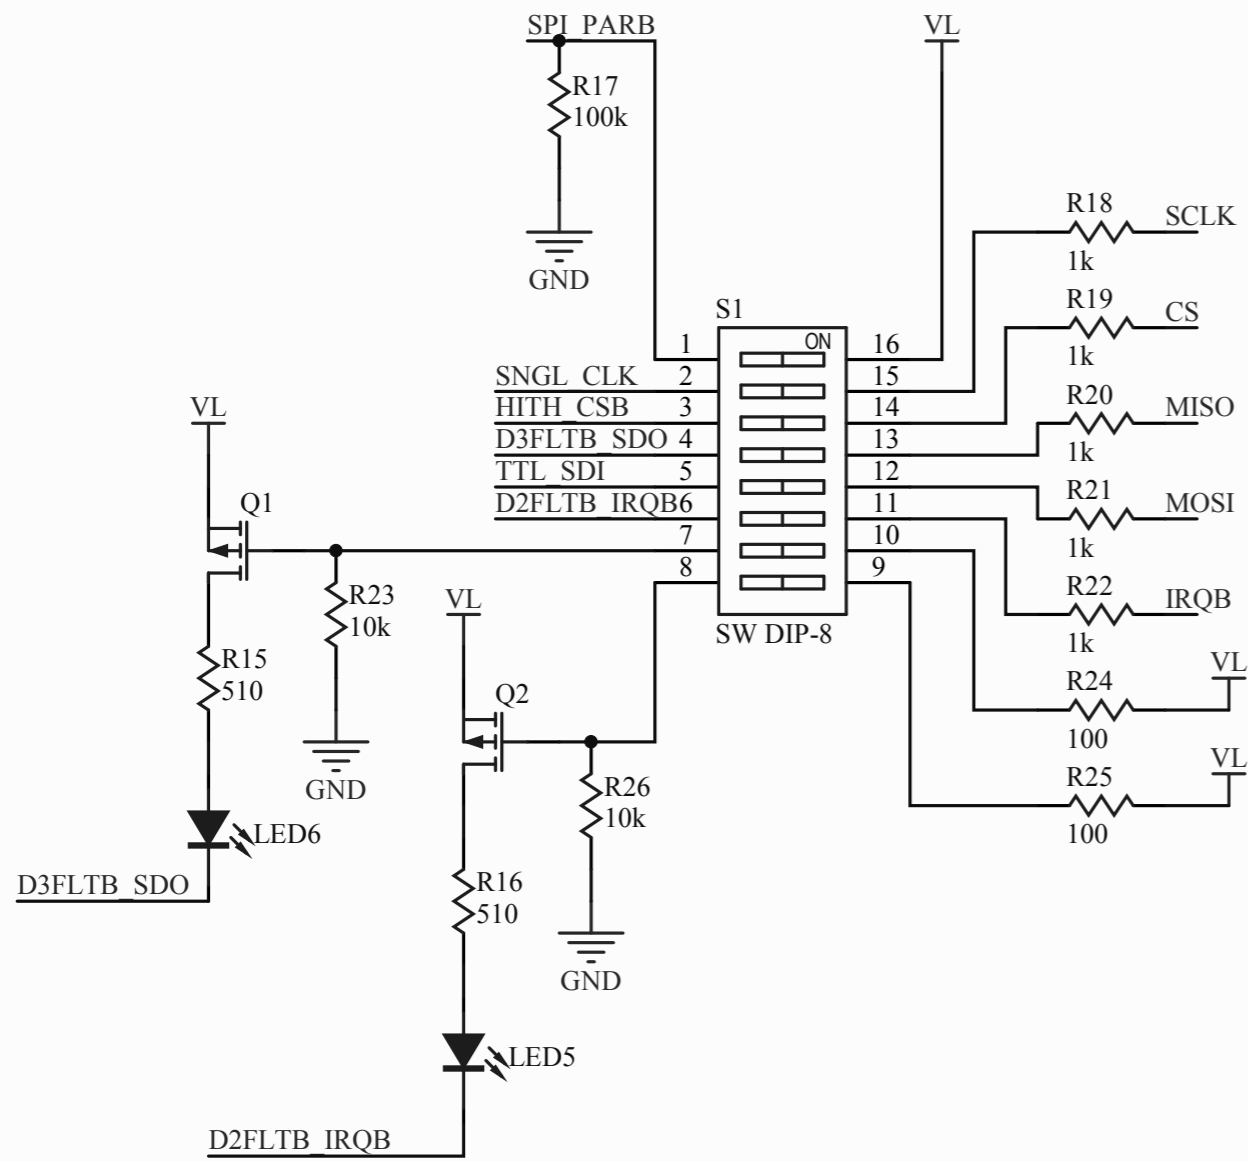 SPI_PARB
VL
R17
100k
GND
R18
SCLK
1k
R19
CS
1k
S1
ON
1
16
SNGL_CLK
2
15
HITH_CSB
3
14
D3FLTB_SDO
4
13
TTL_SDI
5
12
D2FLTB_IRQB
6
11
7
10
8
9
SW DIP-8
R20
MISO
1k
R21
MOSI
1k
R22
IRQB
1k
R24
VL
100
R25
VL
100
VL
Q1
R23
10k
GND
R15
510
LED6
D3FLTB_SDO
VL
Q2
R26
10k
GND
R16
510
LED5
D2FLTB_IRQB